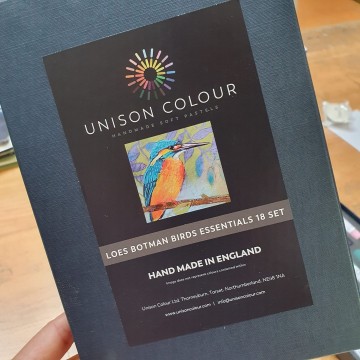 UNISON COLOUR
HANDMADE SOFT PASTELS
LOES BOTMAN BIRDS ESSENTIALS 18 SET
HAND MADE IN ENGLAND
Unison Colour Ltd, Thorneyburn, Tarset, Northumberland, NE48 1NA
www.unisoncolour.com | info@unisoncolour.com